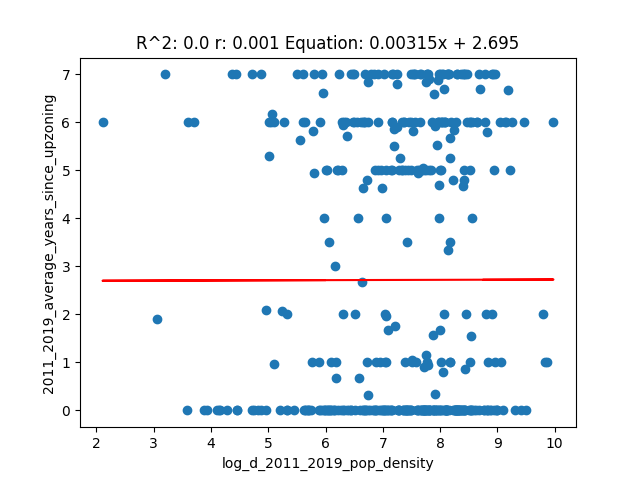 R^2: 0.0 r: 0.001 Equation: 0.00315x + 2.695
2011_2019_average_years_since_upzoning
7
6
5
4
3
2
1
0
2 3 4 5 6 7 8 9 10
log_d_2011_2019_pop_density